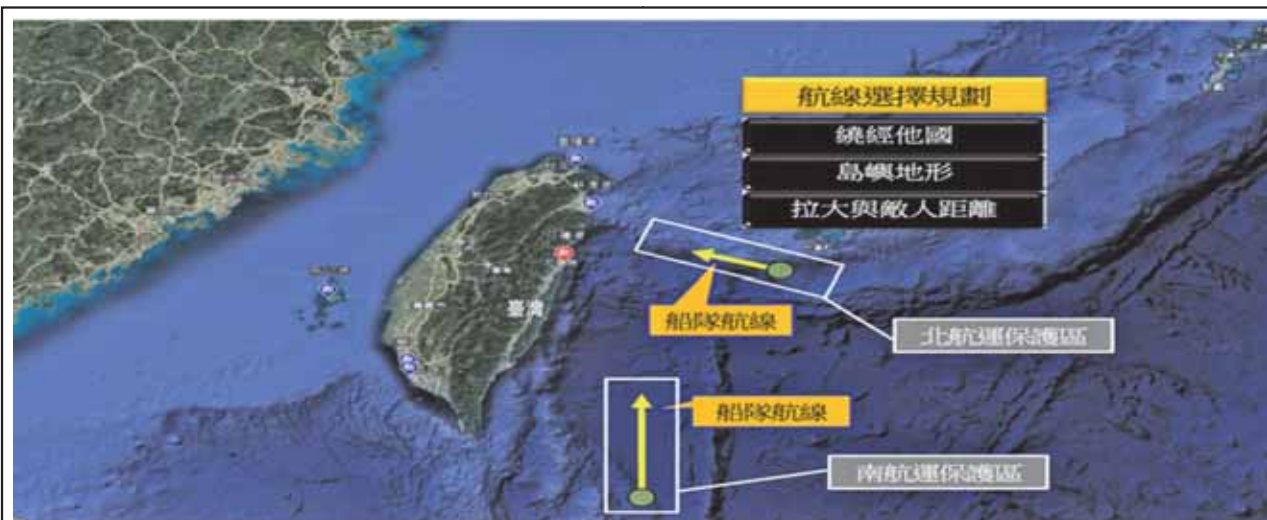 航線選擇規劃
繞經他國
島嶼地形
拉大與敵人距離
船隊航線
北航運保護區
臺灣
船隊航線
南航運保護區